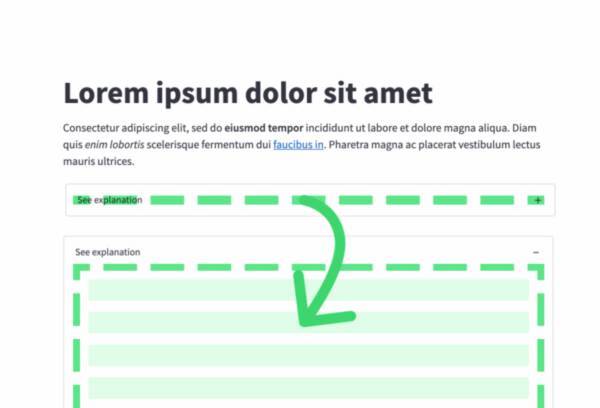 Lorem ipsum dolor sit amet
Consectetur adipiscing elit, sed do eiusmod tempor incididunt ut labore et dolore magna aliqua. Diam
quis enim lobortis scelerisque fermentum dui faucibus in. Pharetra magna ac placerat vestibulum lectus
mauris ultrices.
See explanation +
See explanation −